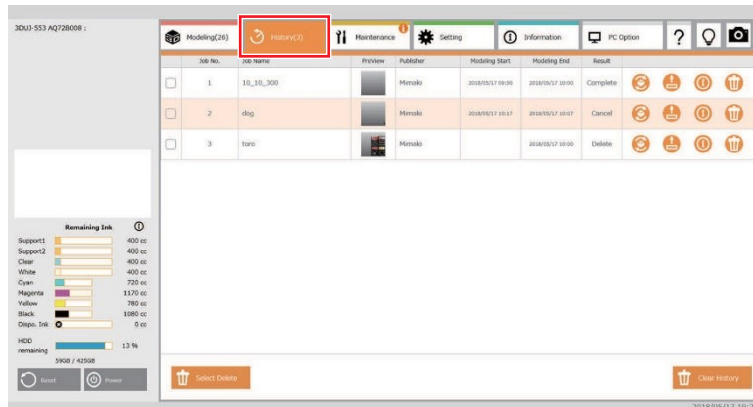 3DUJ-553 AQ72B008 :
Modeling(26)
History(3)
Maintenance
Setting
Information
PC Option
Job No.
Job Name
PreView
Publisher
Modeling Start
Modeling End
Result
1 10_10_300 Mimaki 2018/05/17 09:50 2018/05/17 10:00 Complete
2 dog Mimaki 2018/05/17 10:17 2018/05/17 10:07 Cancel
3 toro Mimaki 2018/05/17 10:00 Delete
Remaining Ink
Support1 400 cc
Support2 400 cc
Clear 400 cc
White 400 cc
Cyan 720 cc
Magenta 1170 cc
Yellow 780 cc
Black 1080 cc
Dispo. Ink 0 cc
HDD
remaining 13 %
59GB / 425GB
Reset
Power
Select Delete
Clear History